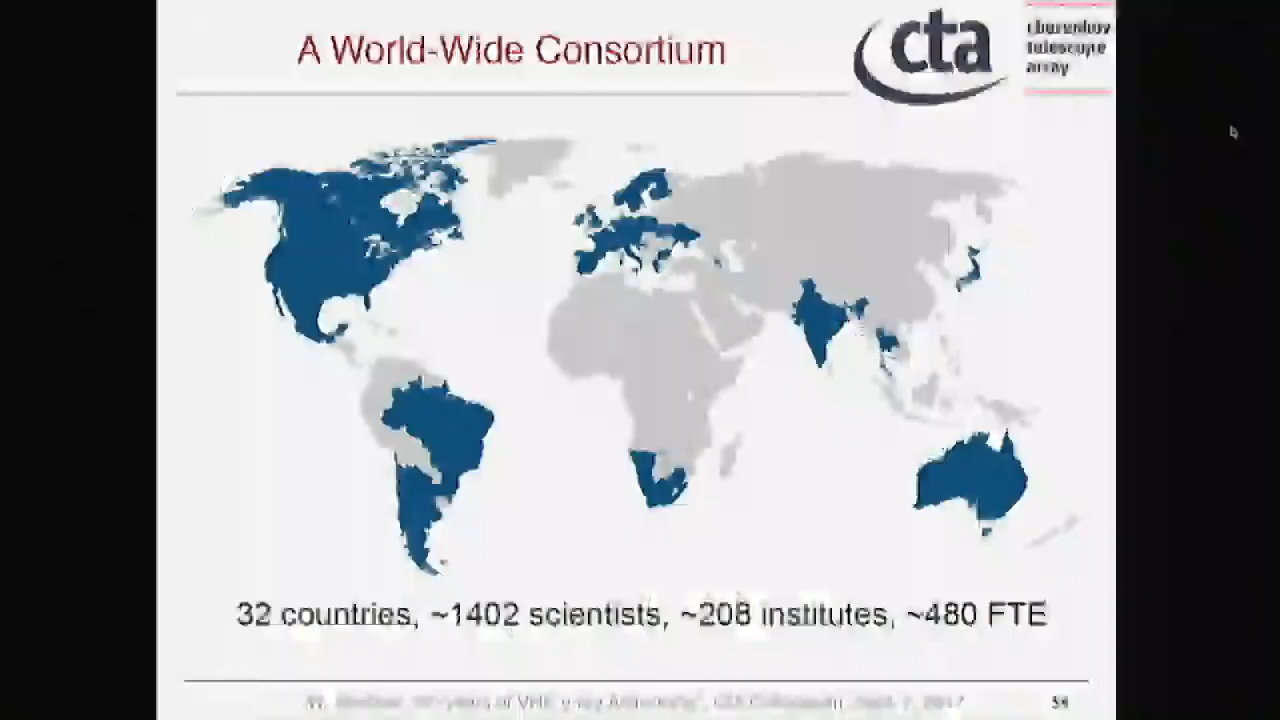 A World-Wide Consortium
cta
cherenkov
telescope
array
32 countries, ~1402 scientists, ~208 institutes, ~480 FTE